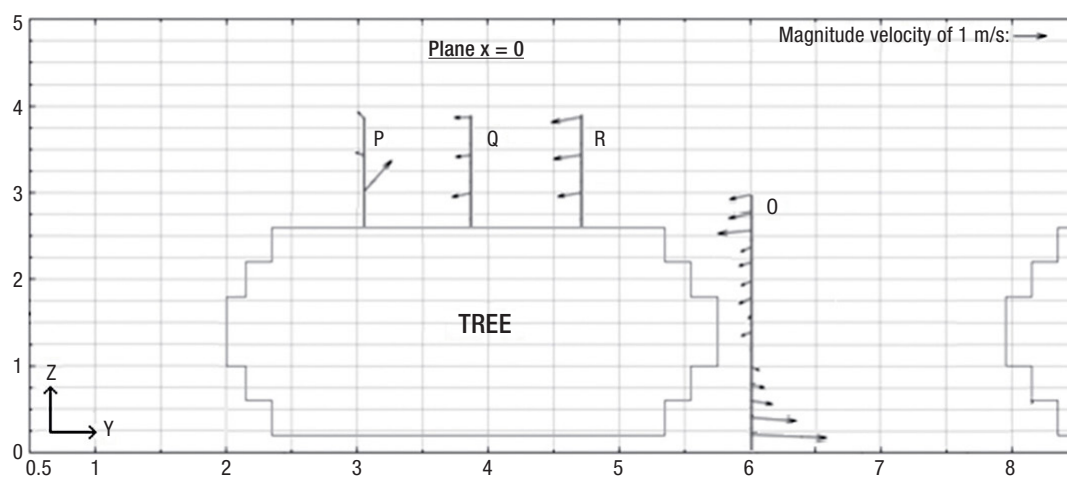 5
Plane x = 0
Magnitude velocity of 1 m/s:
4
P
Q
R
3
O
2
TREE
1
Z
Y
0
0.5 1 2 3 4 5 6 7 8